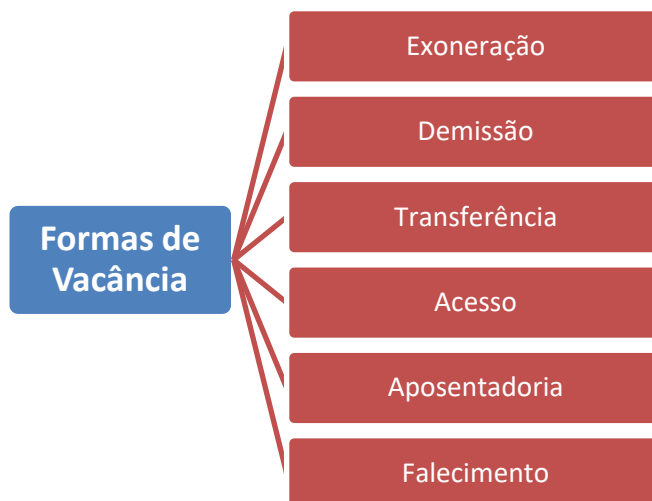 Formas de
Vacância
Exoneração
Demissão
Transferência
Acesso
Aposentadoria
Falecimento